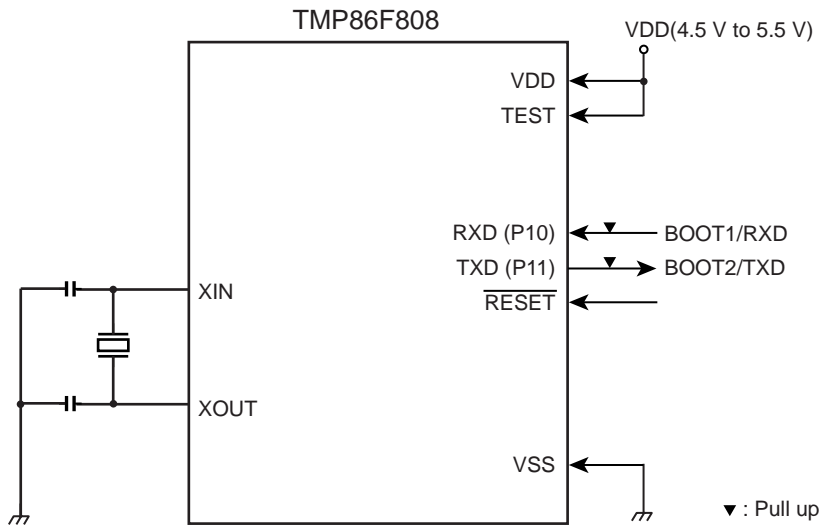 TMP86F808
VDD(4.5 V to 5.5 V)
VDD
TEST
RXD (P10)
BOOT1/RXD
TXD (P11)
BOOT2/TXD
RESET
XIN
XOUT
VSS
▼ : Pull up